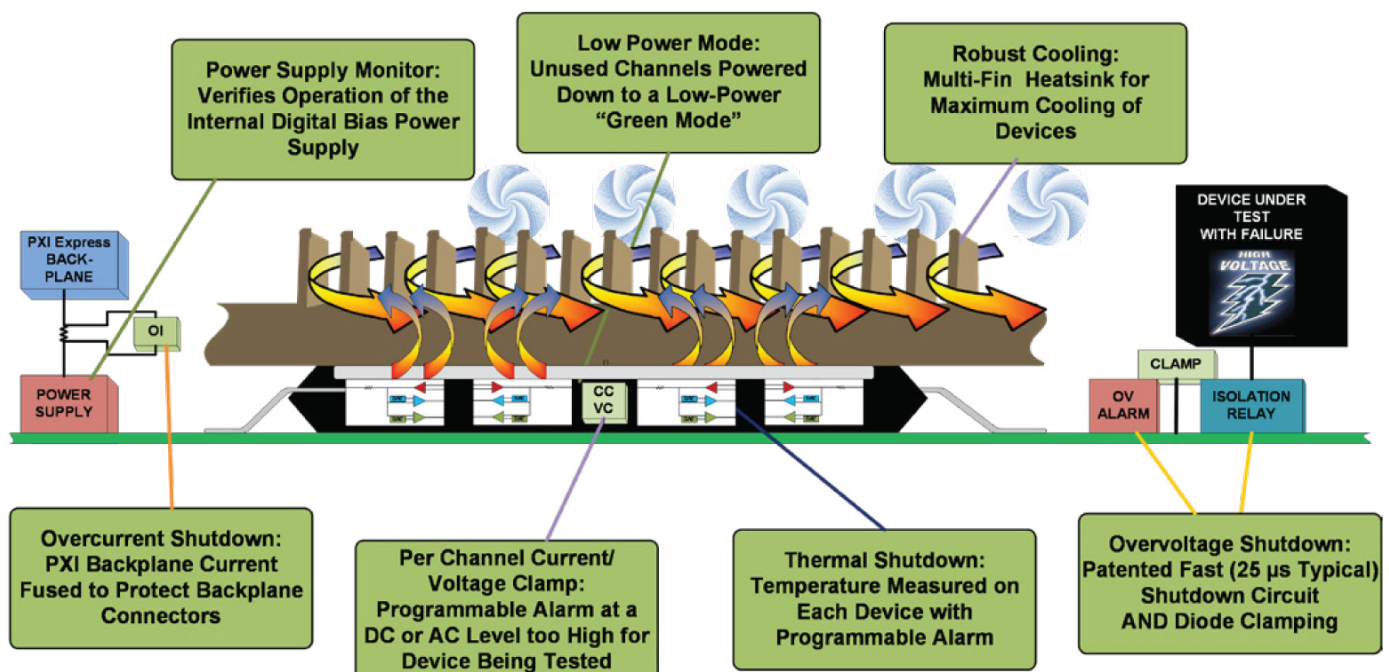 Power Supply Monitor:
Verifies Operation of the
Internal Digital Bias Power
Supply
Low Power Mode:
Unused Channels Powered
Down to a Low-Power
“Green Mode”
Robust Cooling:
Multi-Fin Heatsink for
Maximum Cooling of
Devices
PXI Express
BACK-
PLANE
OI
POWER
SUPPLY
CC
VC
DEVICE UNDER
TEST
WITH FAILURE
HIGH
VOLTAGE
CLAMP
OV
ALARM
ISOLATION
RELAY
Overcurrent Shutdown:
PXI Backplane Current
Fused to Protect Backplane
Connectors
Per Channel Current/
Voltage Clamp:
Programmable Alarm at a
DC or AC Level too High for
Device Being Tested
Thermal Shutdown:
Temperature Measured on
Each Device with
Programmable Alarm
Overvoltage Shutdown:
Patented Fast (25 µs Typical)
Shutdown Circuit
AND Diode Clamping